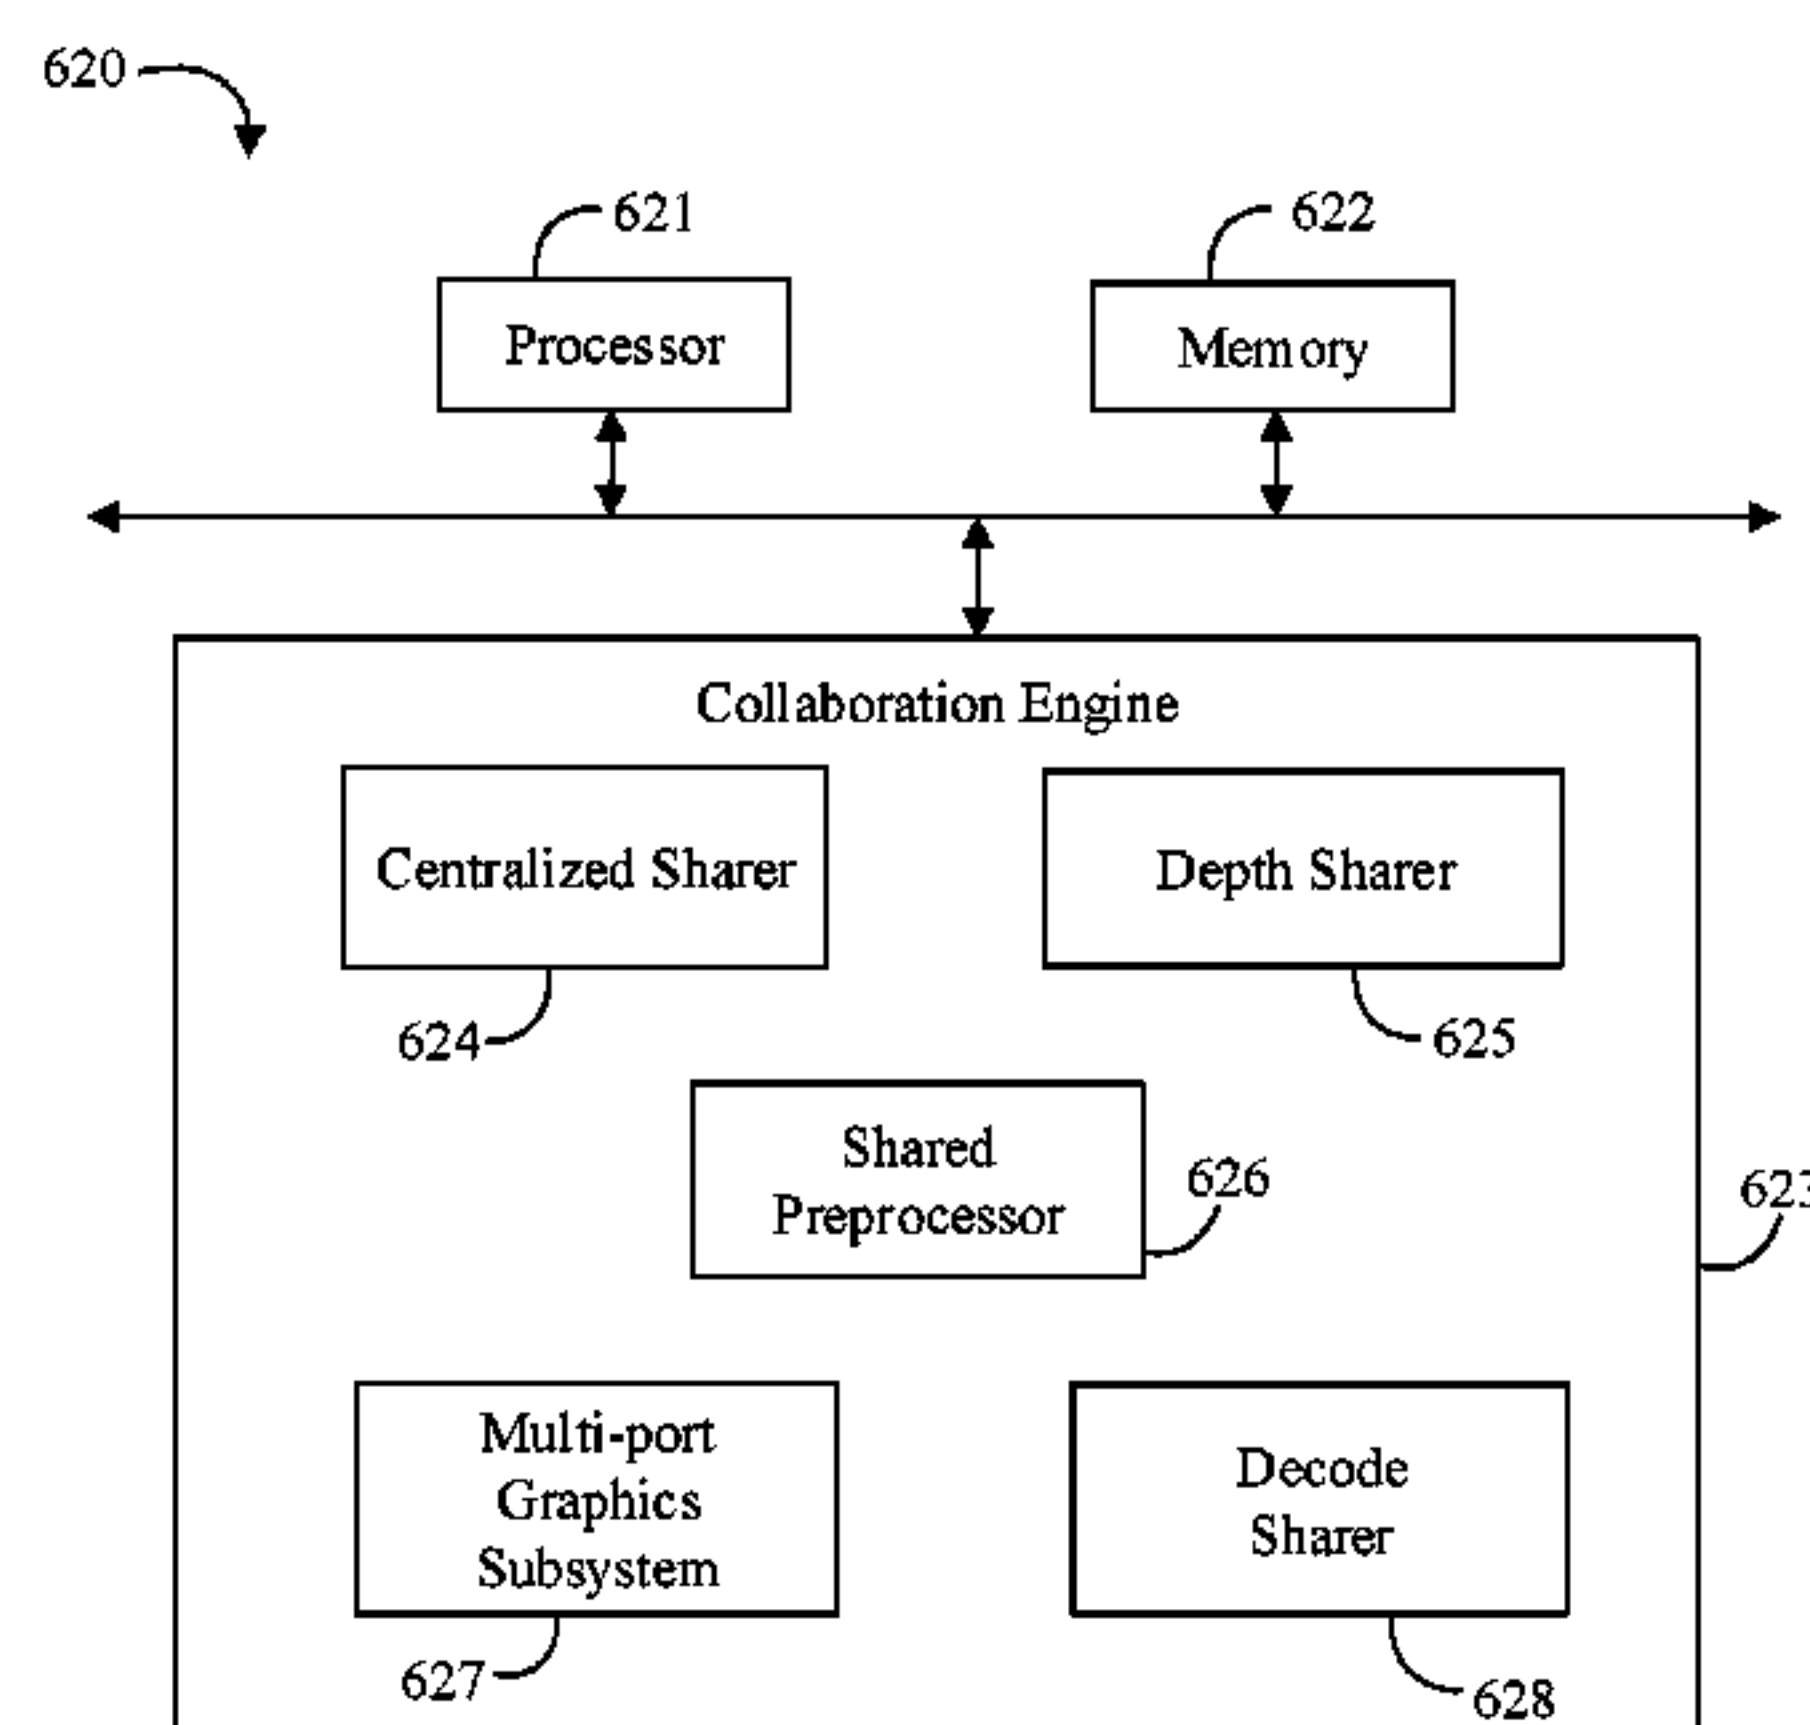 620
621
622
Processor
Memory
Collaboration Engine
Centralized Sharer
Depth Sharer
624
625
Shared
Preprocessor
626
623
Multi-port
Graphics
Subsystem
Decode
Sharer
627
628